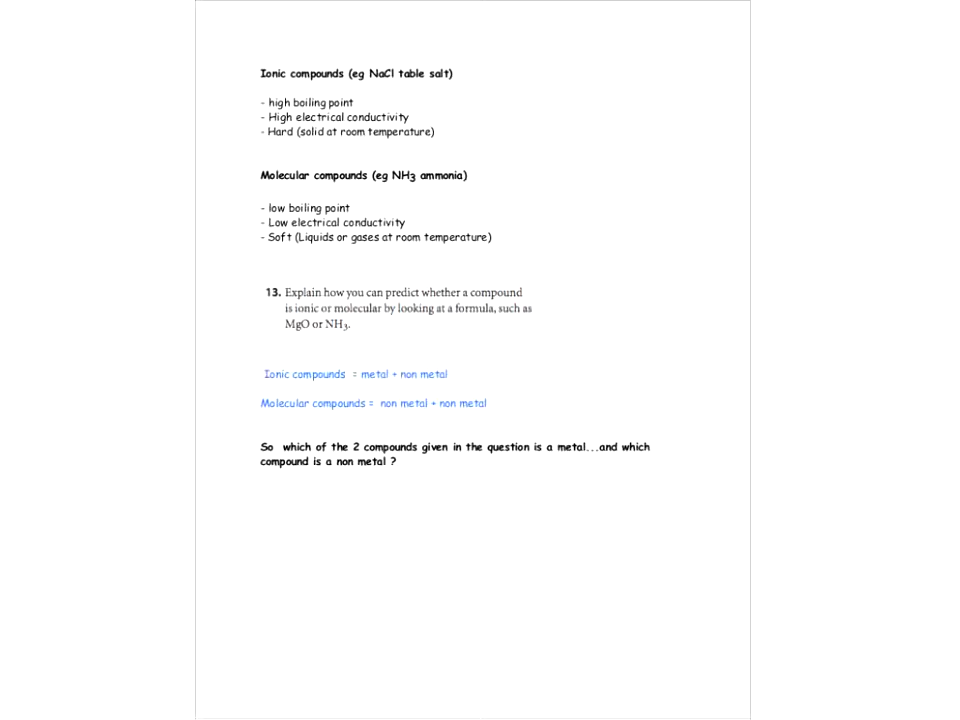 Ionic compounds (eg NaCl table salt)
- high boiling point
- High electrical conductivity
- Hard (solid at room temperature)
Molecular compounds (eg NH3 ammonia)
- low boiling point
- Low electrical conductivity
- Soft (Liquids or gases at room temperature)
13. Explain how you can predict whether a compound
is ionic or molecular by looking at a formula, such as
MgO or NH₃.
Ionic compounds = metal + non metal
Molecular compounds = non metal + non metal
So which of the 2 compounds given in the question is a metal...and which
compound is a non metal ?